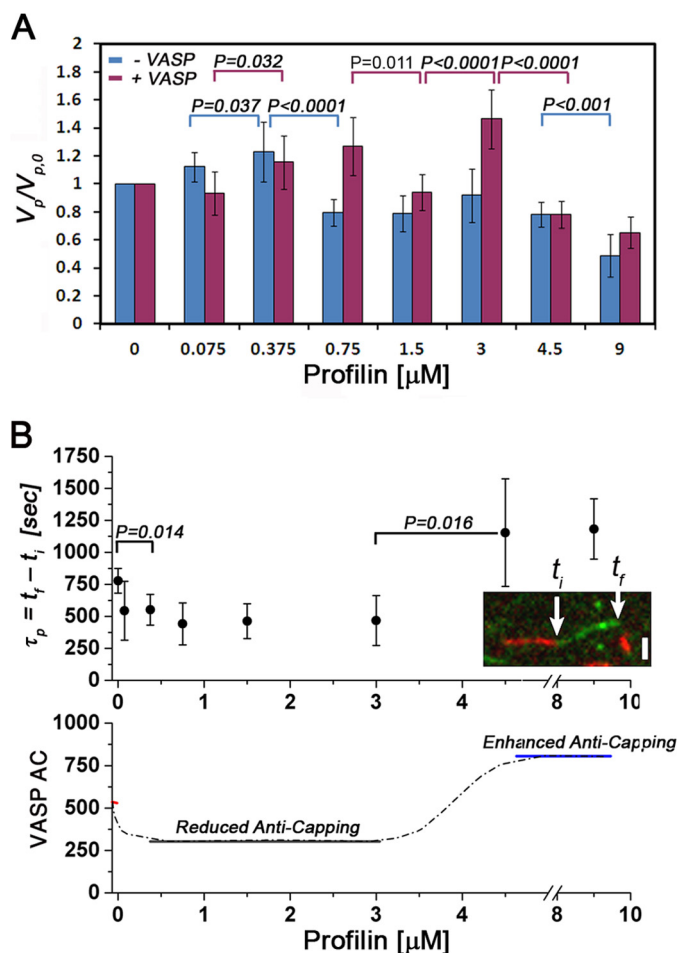 A
- VASP
+ VASP
P=0.032
P=0.011
P<0.0001
P<0.0001
P=0.037
P<0.0001
P<0.001
2
1.8
1.6
1.4
1.2
1
0.8
0.6
0.4
0.2
0
Vp/Vp,0
0 0.075 0.375 0.75 1.5 3 4.5 9
Profilin [µM]
B
1750
1500
1250
1000
750
500
250
0
τp = tf – ti [sec]
P=0.014
P=0.016
ti
tf
0 1 2 3 4 8 10
1000
750
500
250
0
VASP AC
Enhanced Anti-Capping
Reduced Anti-Capping
0 1 2 3 4 8 10
Profilin [µM]